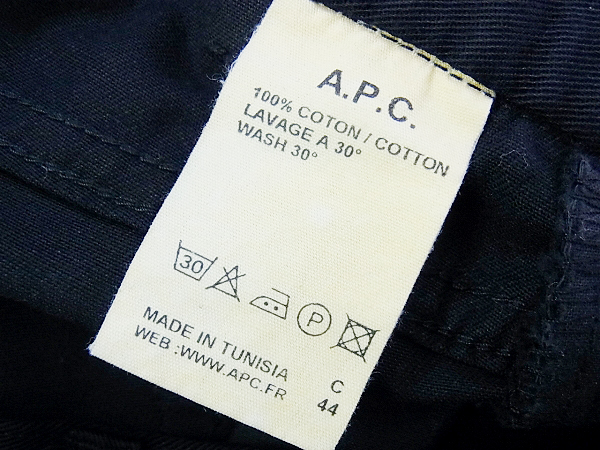 A.P.C.
100% COTON / COTTON
LAVAGE A 30°
WASH 30°
30 P
MADE IN TUNISIA C
WEB :WWW.APC.FR 44